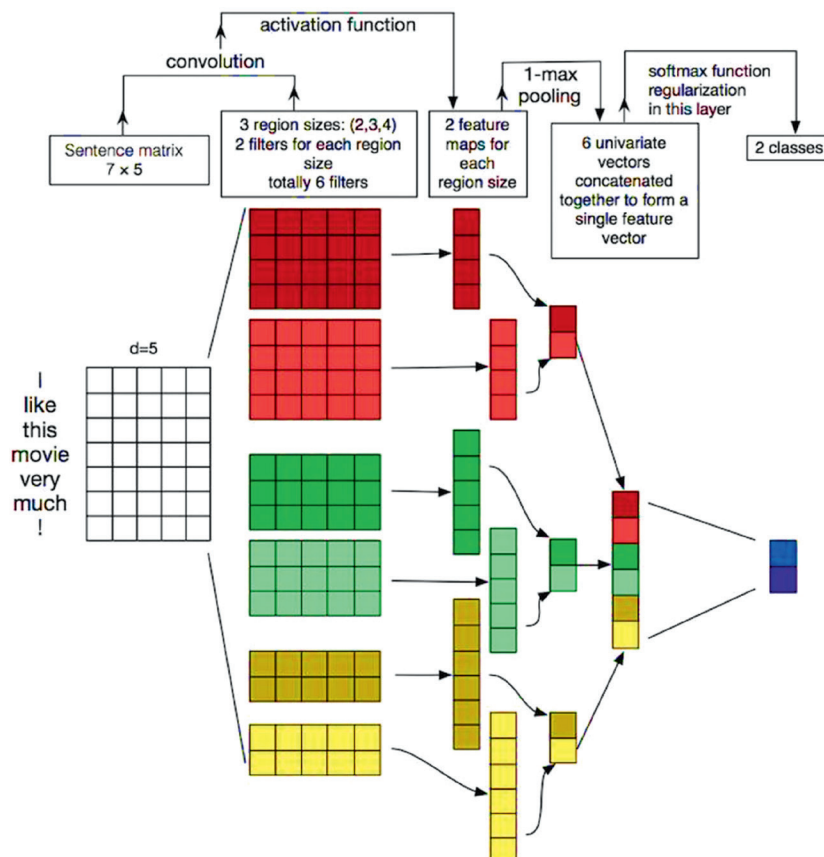 activation function
convolution
1-max
pooling
softmax function
regularization
in this layer
Sentence matrix
7 × 5
3 region sizes: (2,3,4)
2 filters for each region
size
totally 6 filters
2 feature
maps for
each
region size
6 univariate
vectors
concatenated
together to form a
single feature
vector
2 classes
d=5
I
like
this
movie
very
much
!